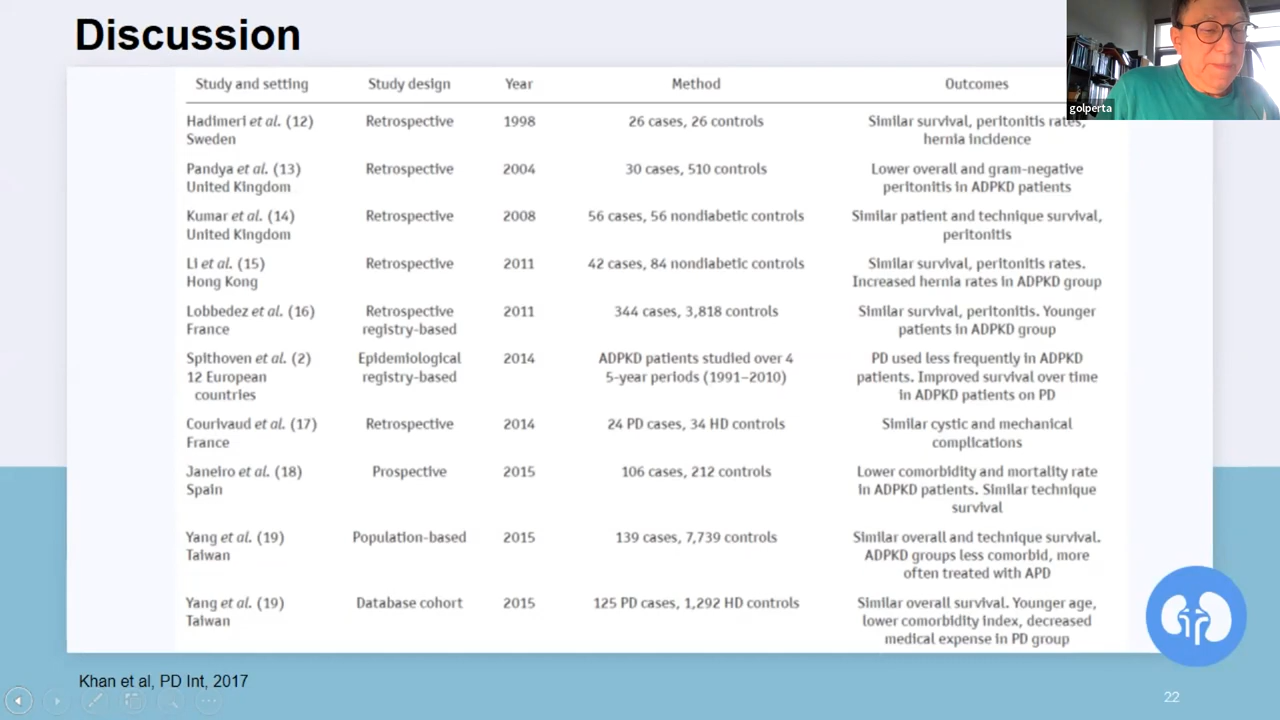 Discussion
golperta
Study and setting Study design Year Method Outcomes
Hadimeri et al. (12) Retrospective 1998 26 cases, 26 controls Similar survival, peritonitis rates,
Sweden hernia incidence
Pandya et al. (13) Retrospective 2004 30 cases, 510 controls Lower overall and gram-negative
United Kingdom peritonitis in ADPKD patients
Kumar et al. (14) Retrospective 2008 56 cases, 56 nondiabetic controls Similar patient and technique survival,
United Kingdom peritonitis
Li et al. (15) Retrospective 2011 42 cases, 84 nondiabetic controls Similar survival, peritonitis rates.
Hong Kong Increased hernia rates in ADPKD group
Lobbedez et al. (16) Retrospective 2011 344 cases, 3,818 controls Similar survival, peritonitis. Younger
France registry-based patients in ADPKD group
Spithoven et al. (2) Epidemiological 2014 ADPKD patients studied over 4 PD used less frequently in ADPKD
12 European registry-based 5-year periods (1991–2010) patients. Improved survival over time
countries in ADPKD patients on PD
Courivaud et al. (17) Retrospective 2014 24 PD cases, 34 HD controls Similar cystic and mechanical
France complications
Janeiro et al. (18) Prospective 2015 106 cases, 212 controls Lower comorbidity and mortality rate
Spain in ADPKD patients. Similar technique
survival
Yang et al. (19) Population-based 2015 139 cases, 7,739 controls Similar overall and technique survival.
Taiwan ADPKD groups less comorbid, more
often treated with APD
Yang et al. (19) Database cohort 2015 125 PD cases, 1,292 HD controls Similar overall survival. Younger age,
Taiwan lower comorbidity index, decreased
medical expense in PD group
Khan et al, PD Int, 2017
22